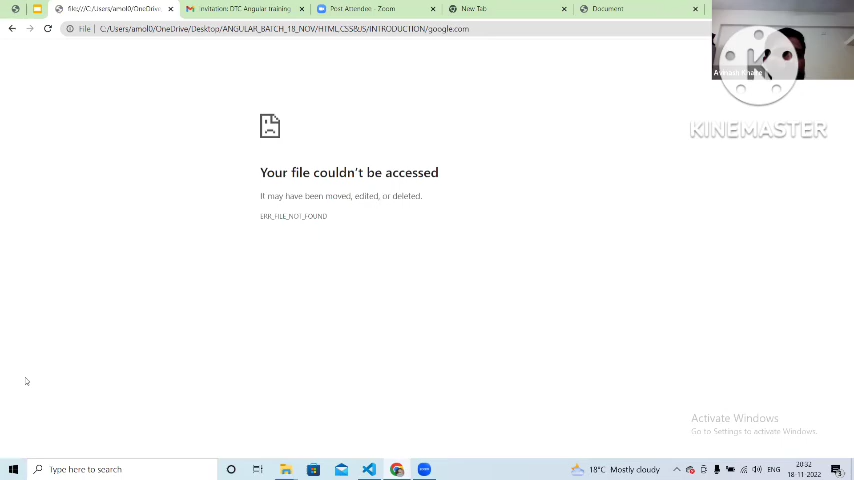 file:///C:/Users/amol0/OneDrive
Invitation: DTC Angular training
Post Attendee - Zoom
New Tab
Document
File
C:/Users/amol0/OneDrive/Desktop/ANGULAR_BATCH_18_NOV/HTML,CSS&JS/INTRODUCTION/google.com
KINEMASTER
Your file couldn't be accessed
It may have been moved, edited, or deleted.
ERR_FILE_NOT_FOUND
Activate Windows
Go to Settings to activate Windows.
Type here to search
18°C Mostly cloudy
ENG
20:32
18-11-2022